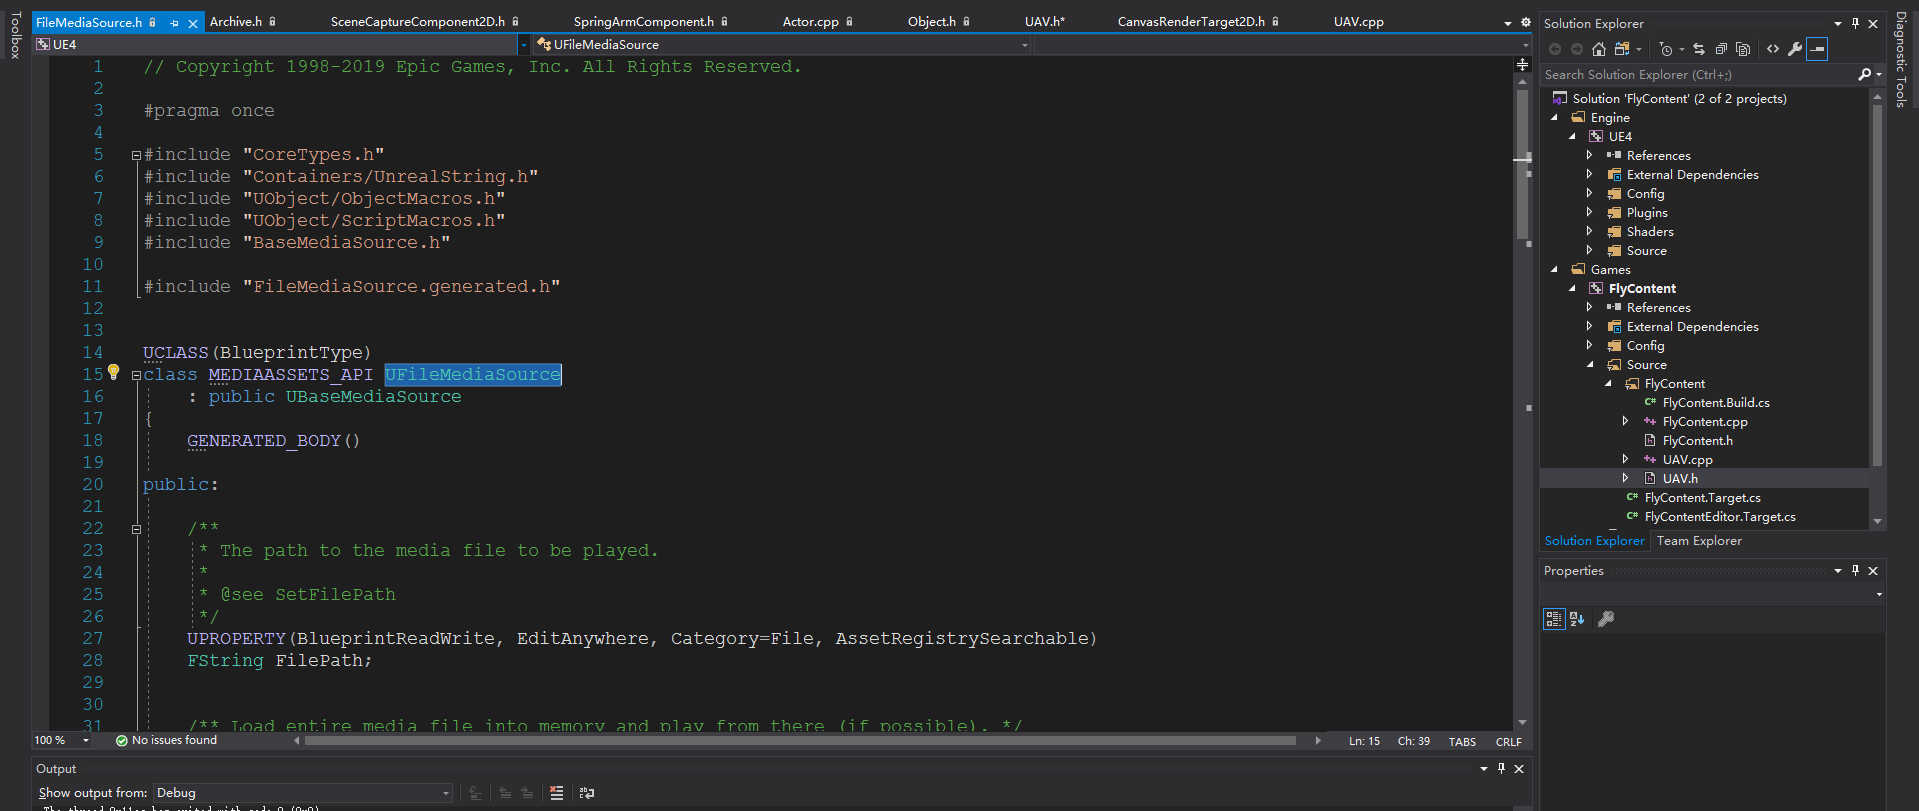 Toolbox
FileMediaSource.h
Archive.h
SceneCaptureComponent2D.h
SpringArmComponent.h
Actor.cpp
Object.h
UAV.h*
CanvasRenderTarget2D.h
UAV.cpp
UE4
UFileMediaSource
1 // Copyright 1998-2019 Epic Games, Inc. All Rights Reserved.
2
3 #pragma once
4
5 #include "CoreTypes.h"
6 #include "Containers/UnrealString.h"
7 #include "UObject/ObjectMacros.h"
8 #include "UObject/ScriptMacros.h"
9 #include "BaseMediaSource.h"
10
11 #include "FileMediaSource.generated.h"
12
13
14 UCLASS(BlueprintType)
15 class MEDIAASSETS_API UFileMediaSource
16 : public UBaseMediaSource
17 {
18 GENERATED_BODY()
19
20 public:
21
22 /**
23 * The path to the media file to be played.
24 *
25 * @see SetFilePath
26 */
27 UPROPERTY(BlueprintReadWrite, EditAnywhere, Category=File, AssetRegistrySearchable)
28 FString FilePath;
29
30
31 /** Load entire media file into memory and play from there (if possible). */
100 %
No issues found
Ln: 15
Ch: 39
TABS
CRLF
Output
Show output from: Debug
Solution Explorer
Search Solution Explorer (Ctrl+;)
Solution 'FlyContent' (2 of 2 projects)
Engine
UE4
References
External Dependencies
Config
Plugins
Shaders
Source
Games
FlyContent
References
External Dependencies
Config
Source
FlyContent
C# FlyContent.Build.cs
++ FlyContent.cpp
h FlyContent.h
++ UAV.cpp
h UAV.h
C# FlyContent.Target.cs
C# FlyContentEditor.Target.cs
Solution Explorer
Team Explorer
Properties
Diagnostic Tools